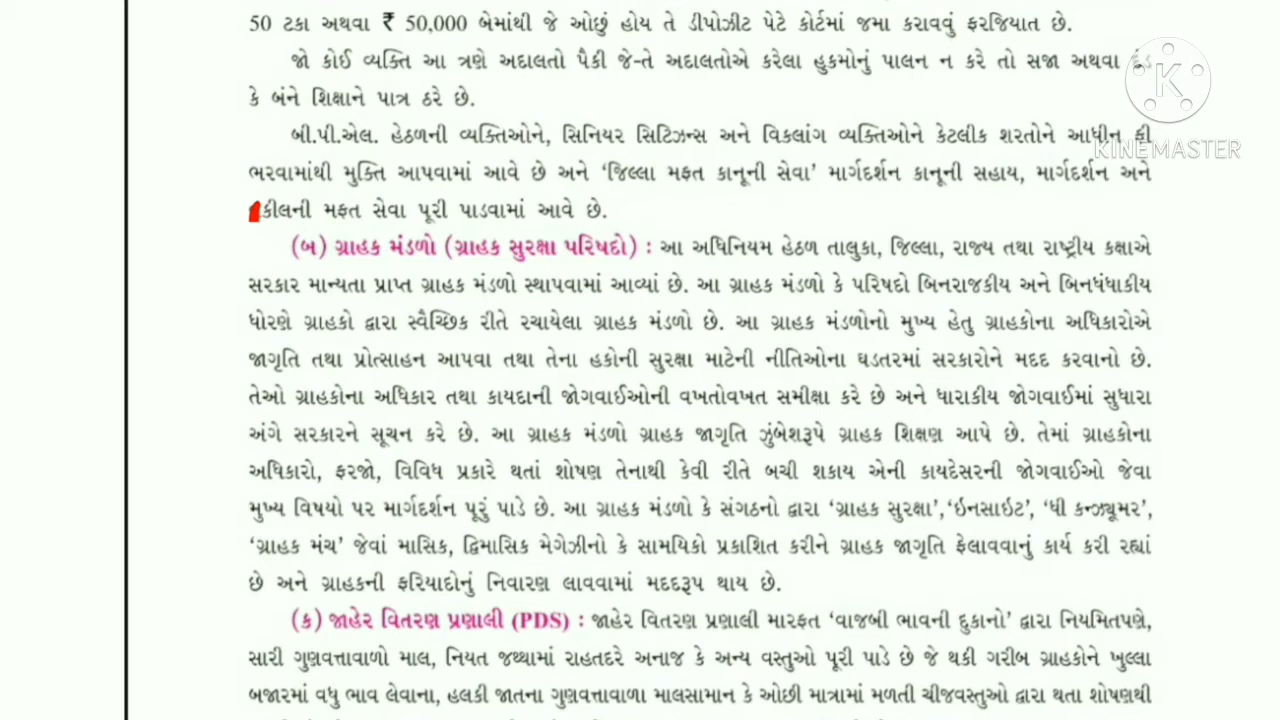 50 ટકા અથવા ₹ 50,000 બેમાંથી જે ઓછું હોય તે ડીપોઝીટ પેટે કોર્ટમાં જમા કરાવવું ફરજિયાત છે.
જો કોઈ વ્યક્તિ આ ત્રણે અદાલતો પૈકી જે-તે અદાલતોએ કરેલા હુકમોનું પાલન ન કરે તો સજા અથવા દંડ
કે બંને શિક્ષાને પાત્ર ઠરે છે.
બી.પી.એલ. હેઠળની વ્યક્તિઓને, સિનિયર સિટિઝન્સ અને વિકલાંગ વ્યક્તિઓને કેટલીક શરતોને આધીન ફી
ભરવામાંથી મુક્તિ આપવામાં આવે છે અને ‘જિલ્લા મફત કાનૂની સેવા’ માર્ગદર્શન કાનૂની સહાય, માર્ગદર્શન અને
વકીલની મફત સેવા પૂરી પાડવામાં આવે છે.
(બ) ગ્રાહક મંડળો (ગ્રાહક સુરક્ષા પરિષદો) : આ અધિનિયમ હેઠળ તાલુકા, જિલ્લા, રાજ્ય તથા રાષ્ટ્રીય કક્ષાએ
સરકાર માન્યતા પ્રાપ્ત ગ્રાહક મંડળો સ્થાપવામાં આવ્યાં છે. આ ગ્રાહક મંડળો કે પરિષદો બિનરાજકીય અને બિનધંધાકીય
ધોરણે ગ્રાહકો દ્વારા સ્વૈચ્છિક રીતે રચાયેલા ગ્રાહક મંડળો છે. આ ગ્રાહક મંડળોનો મુખ્ય હેતુ ગ્રાહકોના અધિકારોએ
જાગૃતિ તથા પ્રોત્સાહન આપવા તથા તેના હકોની સુરક્ષા માટેની નીતિઓના ઘડતરમાં સરકારોને મદદ કરવાનો છે.
તેઓ ગ્રાહકોના અધિકાર તથા કાયદાની જોગવાઈઓની વખતોવખત સમીક્ષા કરે છે અને ધારાકીય જોગવાઈમાં સુધારા
અંગે સરકારને સૂચન કરે છે. આ ગ્રાહક મંડળો ગ્રાહક જાગૃતિ ઝુંબેશરૂપે ગ્રાહક શિક્ષણ આપે છે. તેમાં ગ્રાહકોના
અધિકારો, ફરજો, વિવિધ પ્રકારે થતાં શોષણ તેનાથી કેવી રીતે બચી શકાય એની કાયદેસરની જોગવાઈઓ જેવા
મુખ્ય વિષયો પર માર્ગદર્શન પૂરું પાડે છે. આ ગ્રાહક મંડળો કે સંગઠનો દ્વારા ‘ગ્રાહક સુરક્ષા’,‘ઇનસાઇટ’, ‘ધી કન્ઝ્યૂમર’,
‘ગ્રાહક મંચ’ જેવાં માસિક, દ્વિમાસિક મેગેઝીનો કે સામયિકો પ્રકાશિત કરીને ગ્રાહક જાગૃતિ ફેલાવવાનું કાર્ય કરી રહ્યાં
છે અને ગ્રાહકની ફરિયાદોનું નિવારણ લાવવામાં મદદરૂપ થાય છે.
(ક) જાહેર વિતરણ પ્રણાલી (PDS) : જાહેર વિતરણ પ્રણાલી મારફત ‘વાજબી ભાવની દુકાનો’ દ્વારા નિયમિતપણે,
સારી ગુણવત્તાવાળો માલ, નિયત જથ્થામાં રાહતદરે અનાજ કે અન્ય વસ્તુઓ પૂરી પાડે છે જે થકી ગરીબ ગ્રાહકોને ખુલ્લા
બજારમાં વધુ ભાવ લેવાના, હલકી જાતના ગુણવત્તાવાળા માલસામાન કે ઓછી માત્રામાં મળતી ચીજવસ્તુઓ દ્વારા થતા શોષણથી
K
KINEMASTER